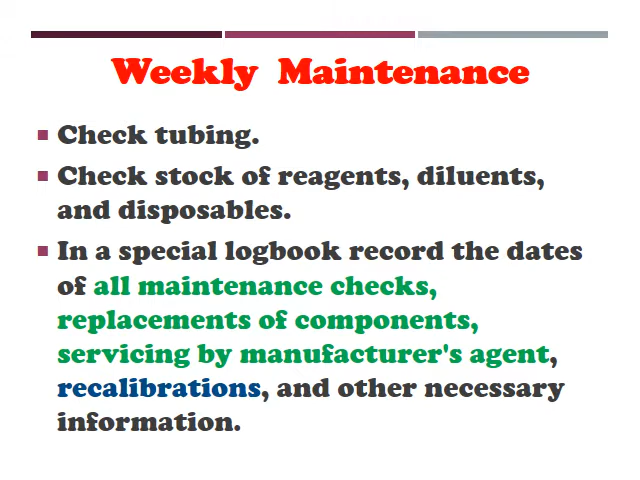 Weekly Maintenance
Check tubing.
Check stock of reagents, diluents,
and disposables.
In a special logbook record the dates
of all maintenance checks,
replacements of components,
servicing by manufacturer's agent,
recalibrations, and other necessary
information.